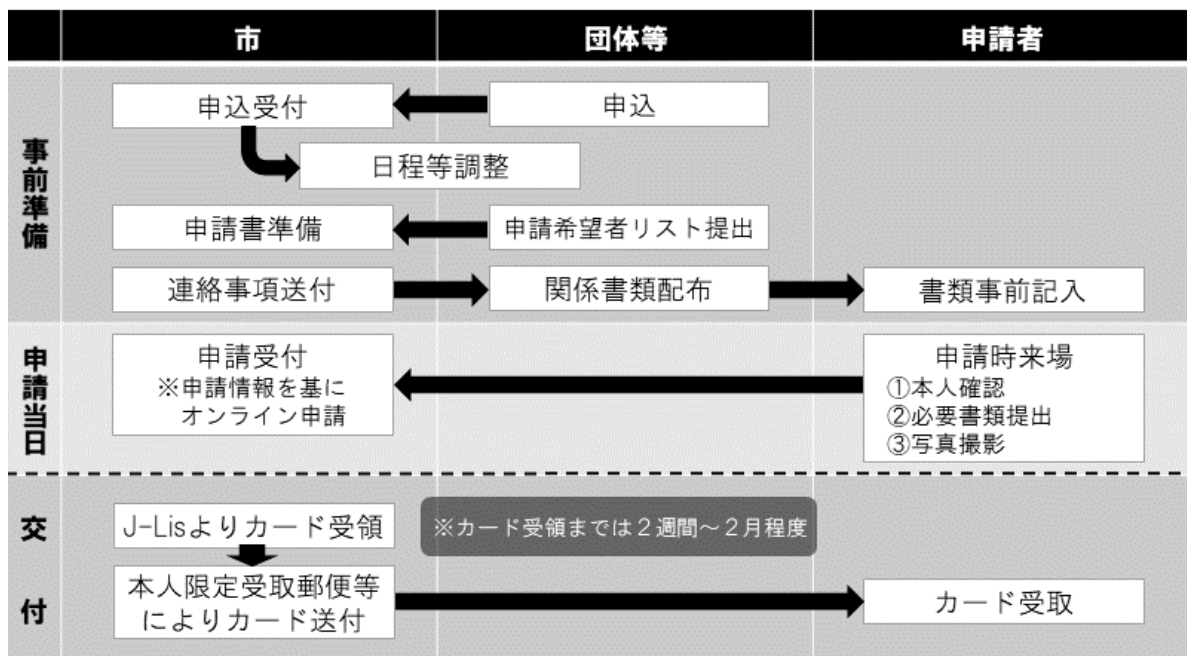 市
団体等
申請者
事前準備
申込受付
申込
日程等調整
申請書準備
申請希望者リスト提出
連絡事項送付
関係書類配布
書類事前記入
申請当日
申請受付
※申請情報を基に
オンライン申請
申請時来場
①本人確認
②必要書類提出
③写真撮影
交付
J-Lisよりカード受領
※カード受領までは２週間～２月程度
本人限定受取郵便等
によりカード送付
カード受取